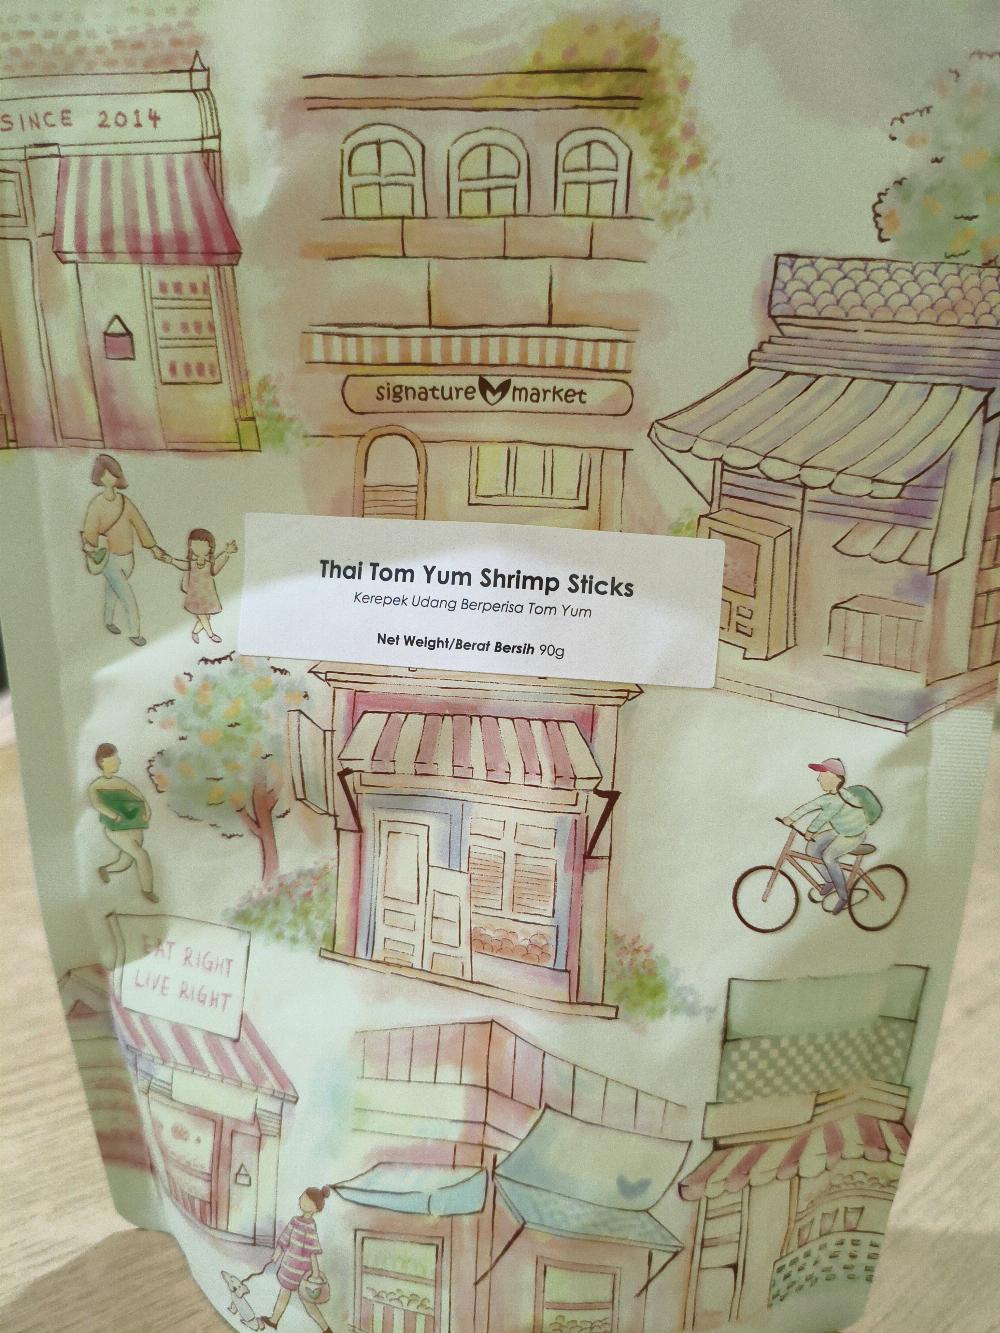 SINCE 2014
signature market
Thai Tom Yum Shrimp Sticks
Kerepek Udang Berperisa Tom Yum
Net Weight/Berat Bersih 90g
EAT RIGHT
LIVE RIGHT